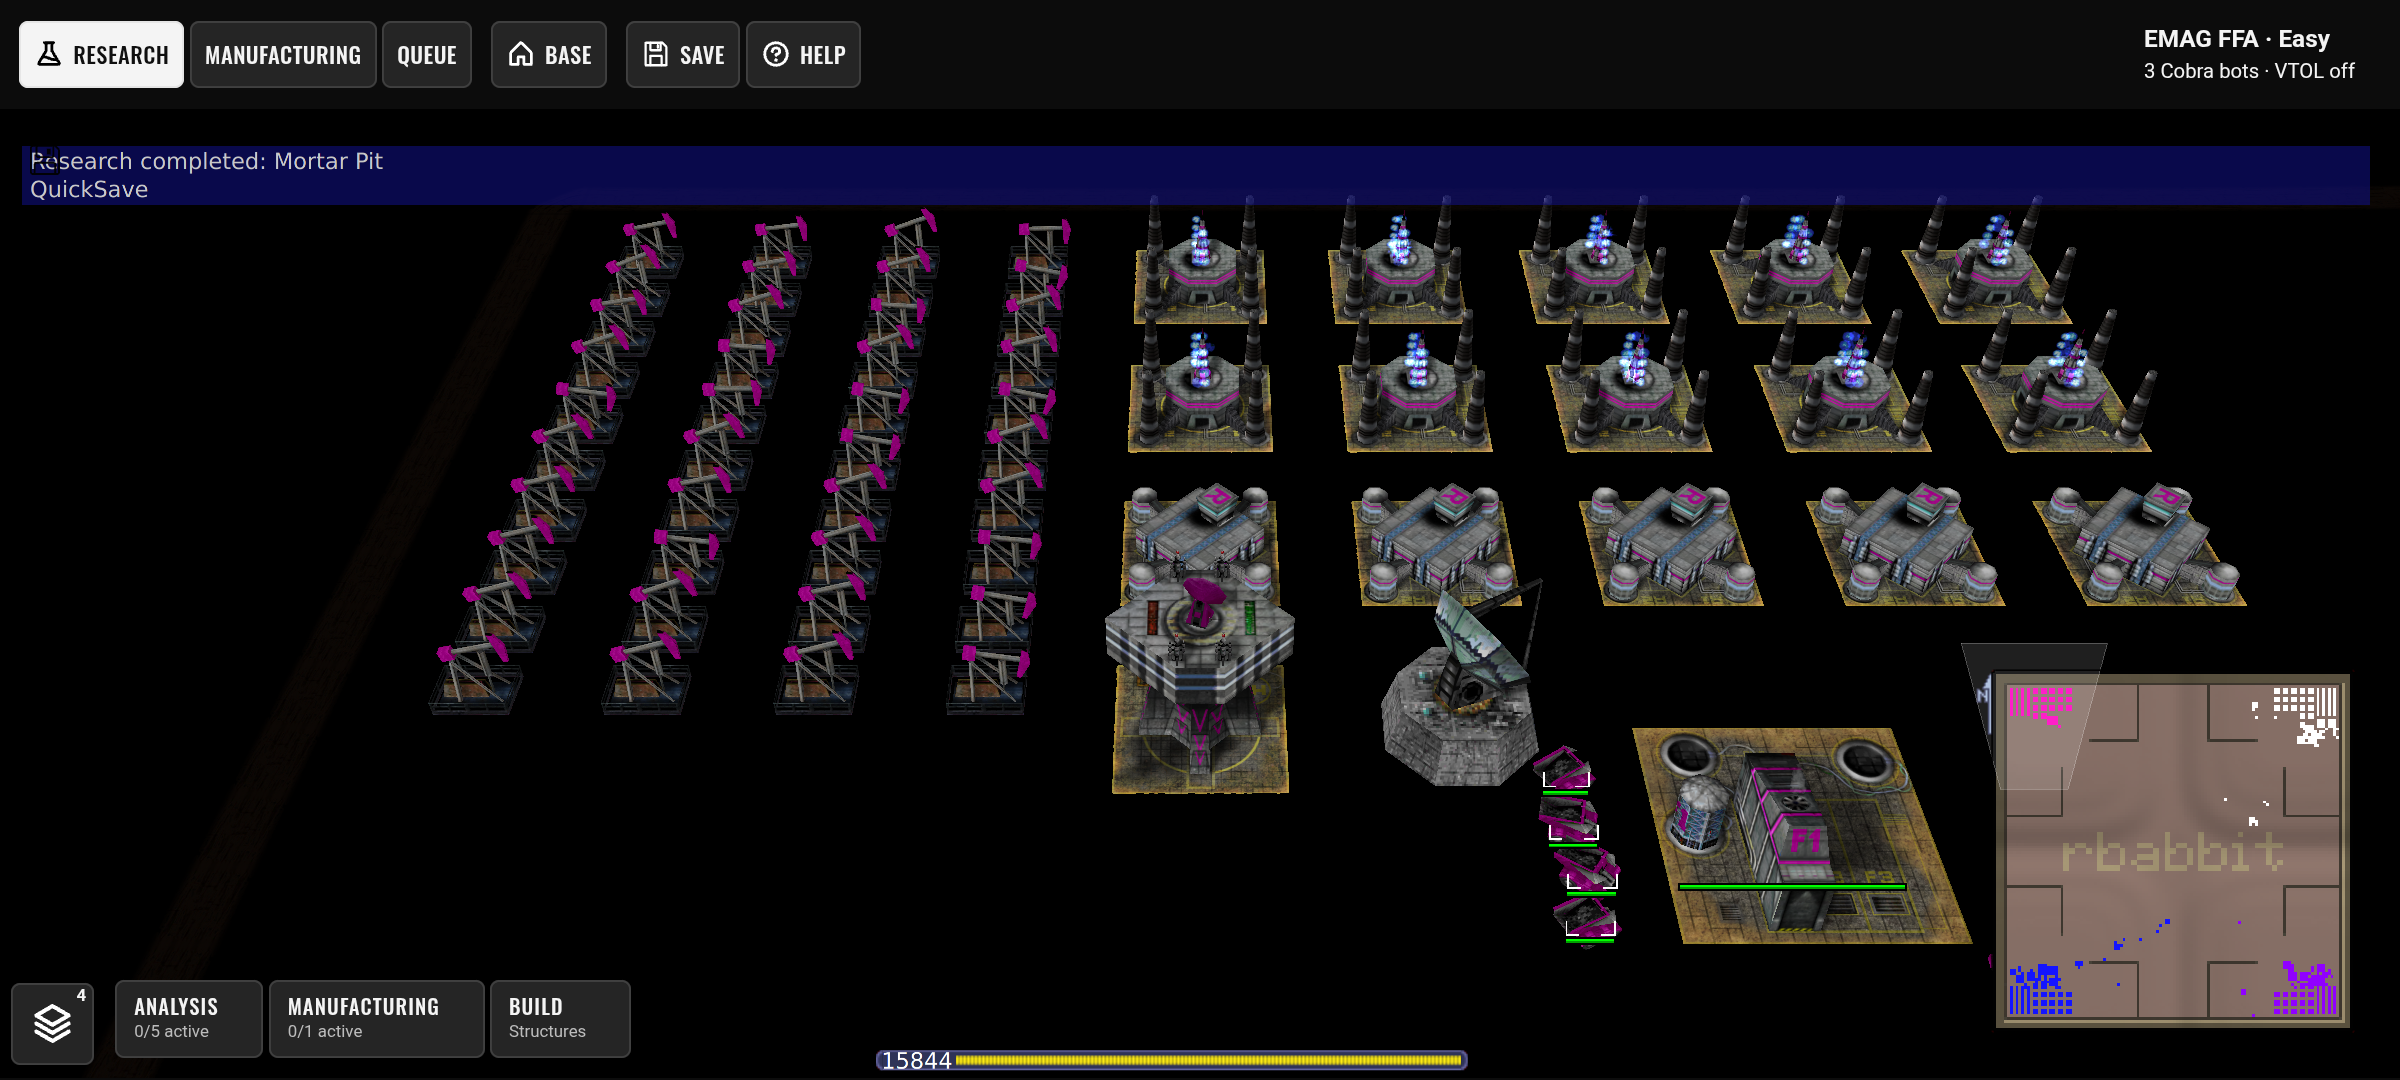 RESEARCH
MANUFACTURING
QUEUE
BASE
SAVE
HELP
EMAG FFA · Easy
3 Cobra bots · VTOL off
Research completed: Mortar Pit
QuickSave
R
R
R
R
R
H
F1
N
rbabbit
4
ANALYSIS
0/5 active
MANUFACTURING
0/1 active
BUILD
Structures
15844